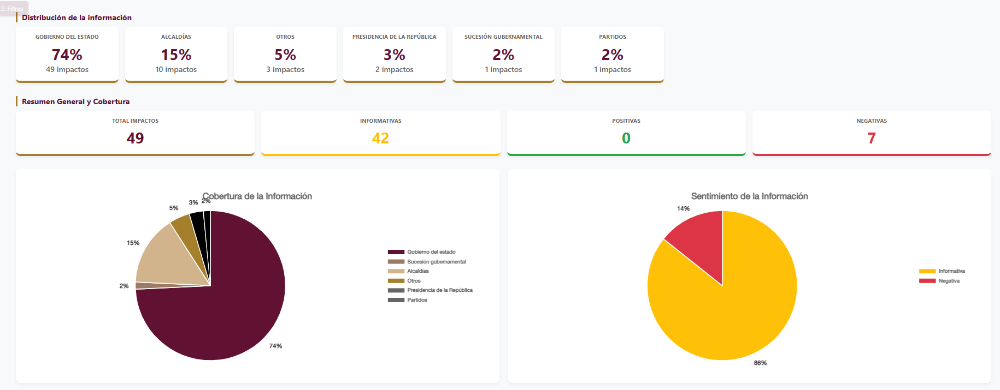 ☰ Filtros
Distribución de la información
GOBIERNO DEL ESTADO
74%
49 impactos
ALCALDÍAS
15%
10 impactos
OTROS
5%
3 impactos
PRESIDENCIA DE LA REPÚBLICA
3%
2 impactos
SUCESIÓN GUBERNAMENTAL
2%
1 impactos
PARTIDOS
2%
1 impactos
Resumen General y Cobertura
TOTAL IMPACTOS
49
INFORMATIVAS
42
POSITIVAS
0
NEGATIVAS
7
Cobertura de la Información
2%
3%
5%
15%
2%
74%
Gobierno del estado
Sucesión gubernamental
Alcaldías
Otros
Presidencia de la República
Partidos
Sentimiento de la Información
14%
86%
Informativa
Negativa